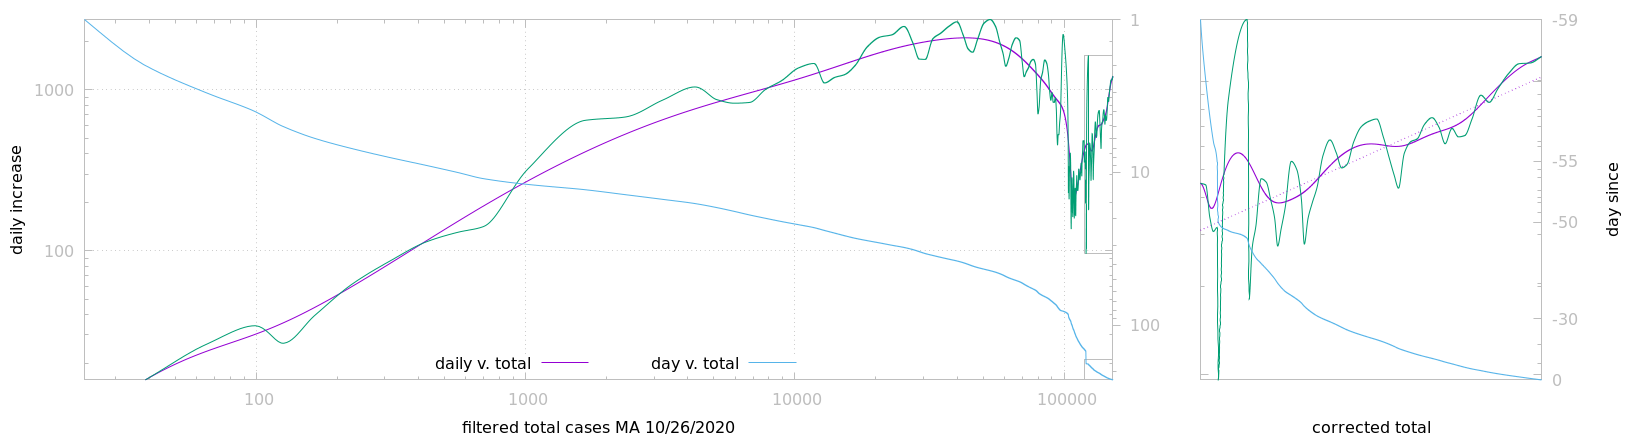 1
-59
1000
daily increase
10
-55
-50
day since
100
100
-30
daily v. total
day v. total
0
100
1000
10000
100000
filtered total cases MA 10/26/2020
corrected total